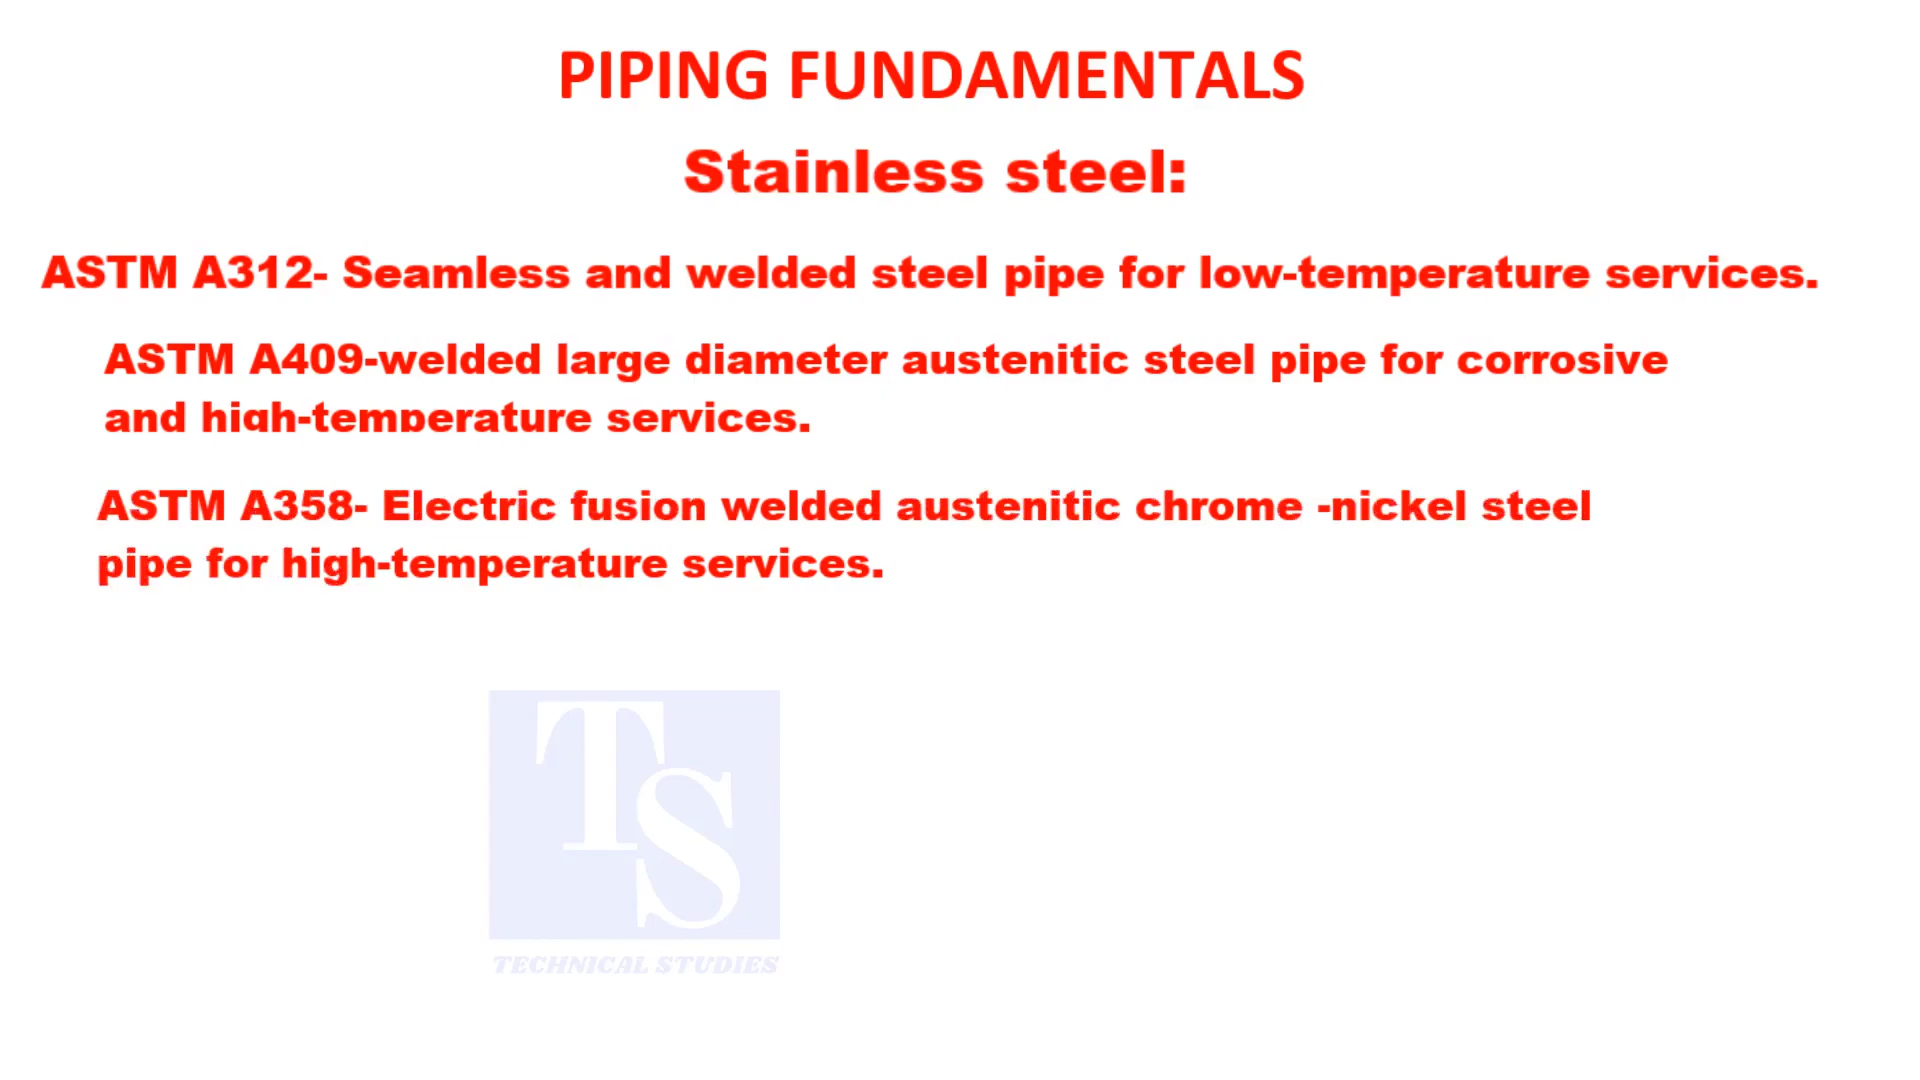 PIPING FUNDAMENTALS
Stainless steel:
ASTM A312- Seamless and welded steel pipe for low-temperature services.
ASTM A409-welded large diameter austenitic steel pipe for corrosive
and high-temperature services.
ASTM A358- Electric fusion welded austenitic chrome -nickel steel
pipe for high-temperature services.
TS
TECHNICAL STUDIES